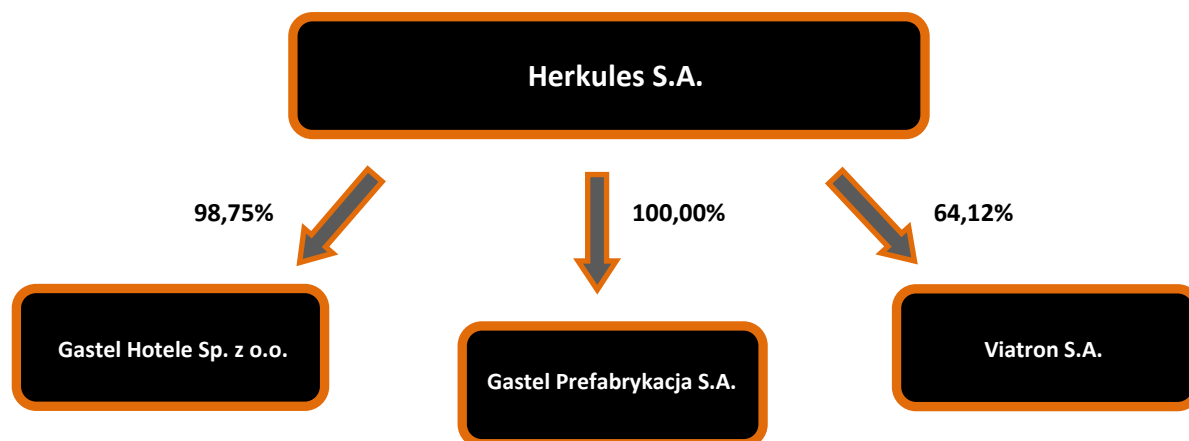 Herkules S.A.
98,75%
100,00%
64,12%
Gastel Hotele Sp. z o.o.
Gastel Prefabrykacja S.A.
Viatron S.A.